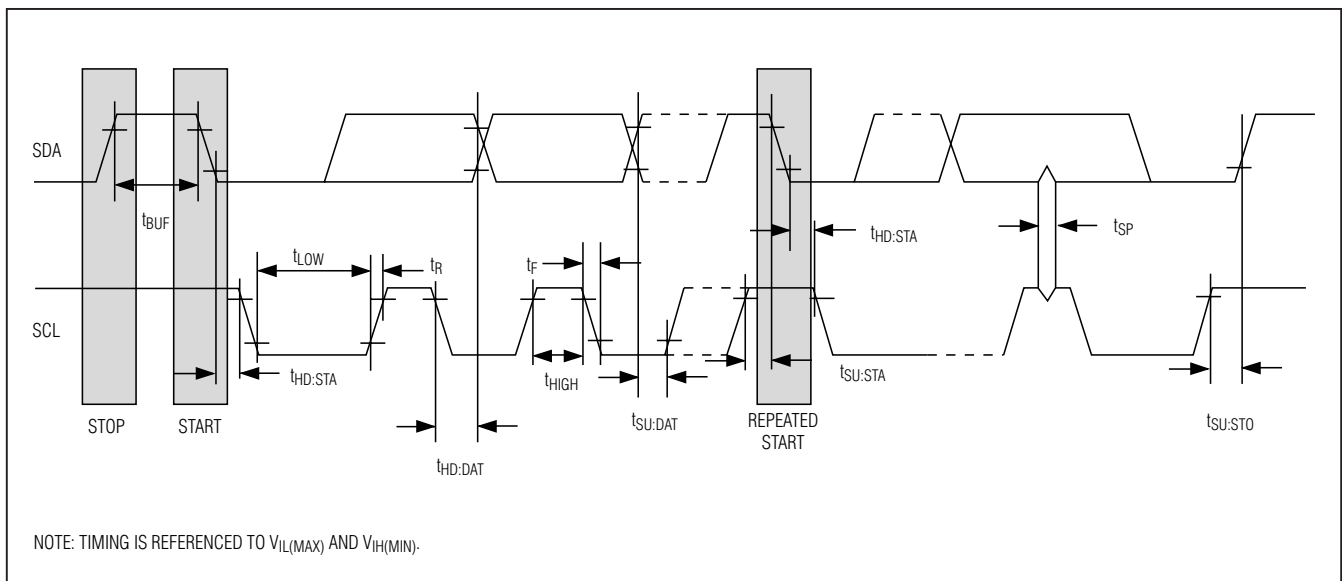 SDA
tBUF
tHD:STA
tSP
tLOW
tR
tF
SCL
tHD:STA
tHIGH
tSU:STA
STOP
START
tSU:DAT
REPEATED
START
tSU:STO
tHD:DAT
NOTE: TIMING IS REFERENCED TO VIL(MAX) AND VIH(MIN).